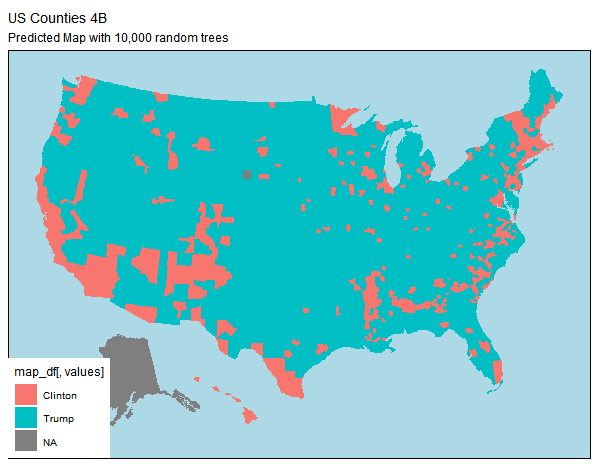 US Counties 4B
Predicted Map with 10,000 random trees
map_df[, values]
Clinton
Trump
NA